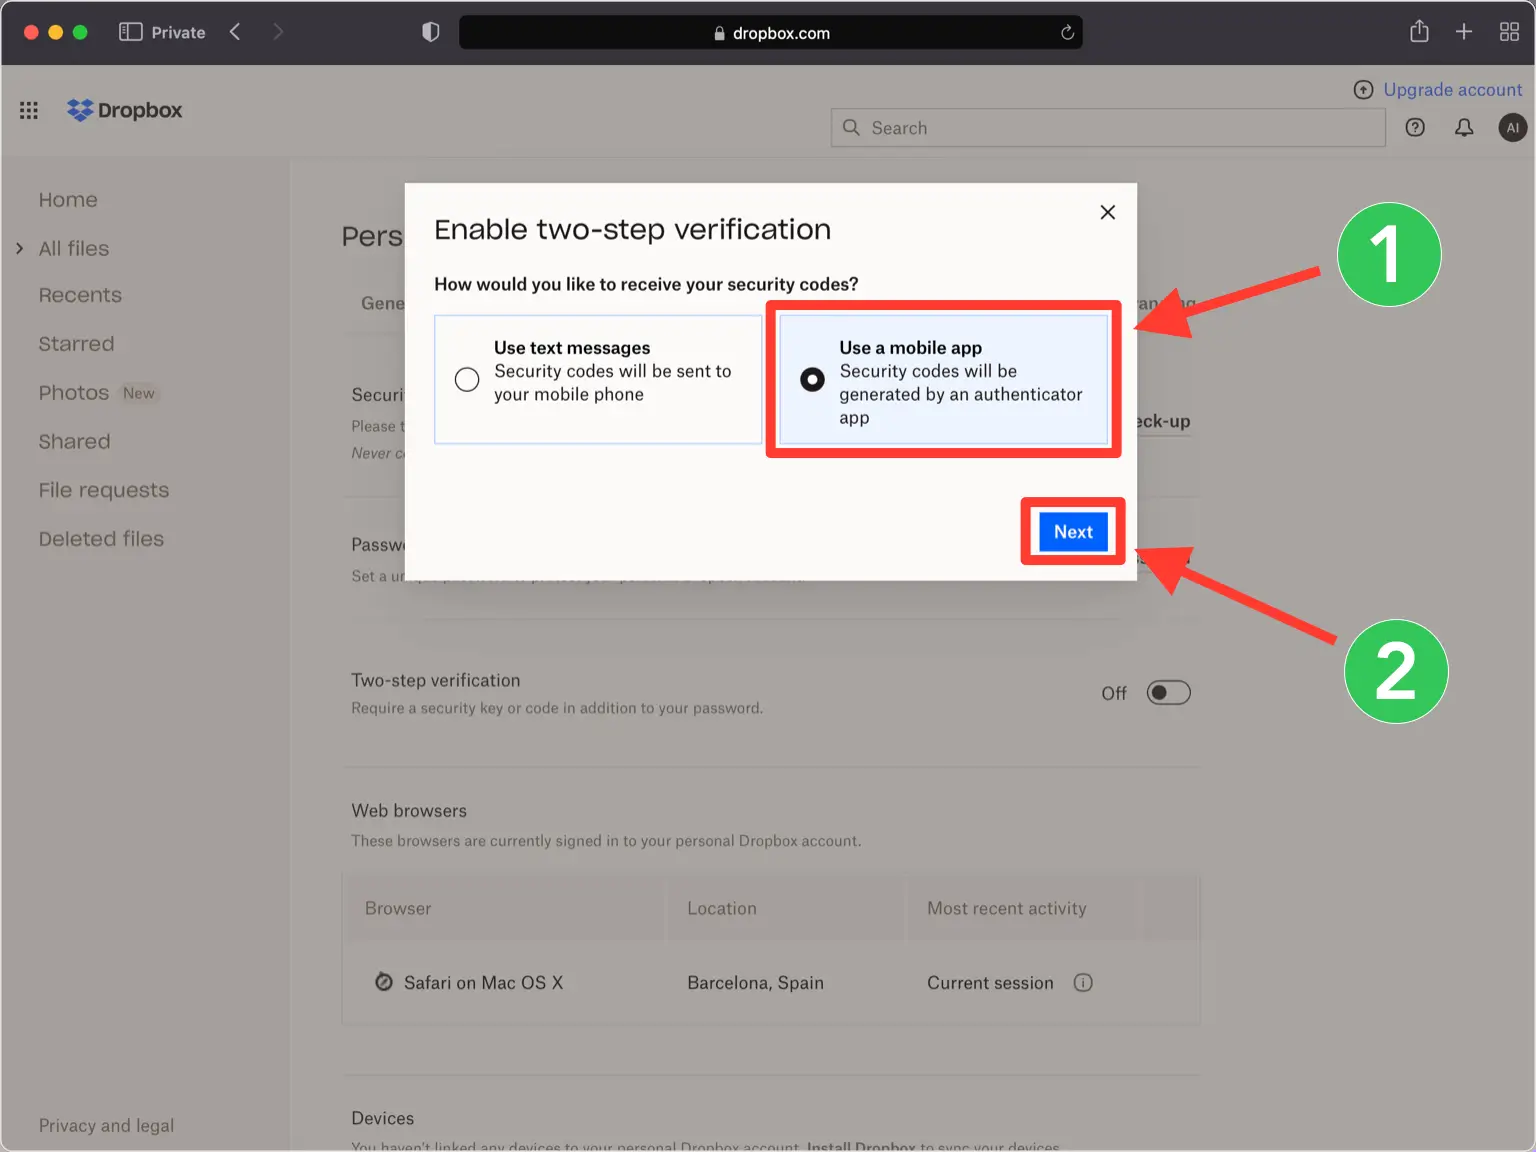 Private
dropbox.com
Upgrade account
Dropbox
Search
AI
Home
All files
Recents
Starred
Photos New
Shared
File requests
Deleted files
Privacy and legal
Enable two-step verification
How would you like to receive your security codes?
Use text messages
Security codes will be sent to
your mobile phone
Use a mobile app
Security codes will be
generated by an authenticator
app
Next
1
2
Pers
Gene
Securi
Please t
Never c
eck-up
Passw
Set a u
Two-step verification
Require a security key or code in addition to your password.
Off
Web browsers
These browsers are currently signed in to your personal Dropbox account.
Browser Location Most recent activity
Safari on Mac OS X Barcelona, Spain Current session
Devices
You haven't linked any devices to your personal Dropbox account. Install Dropbox to sync your devices.